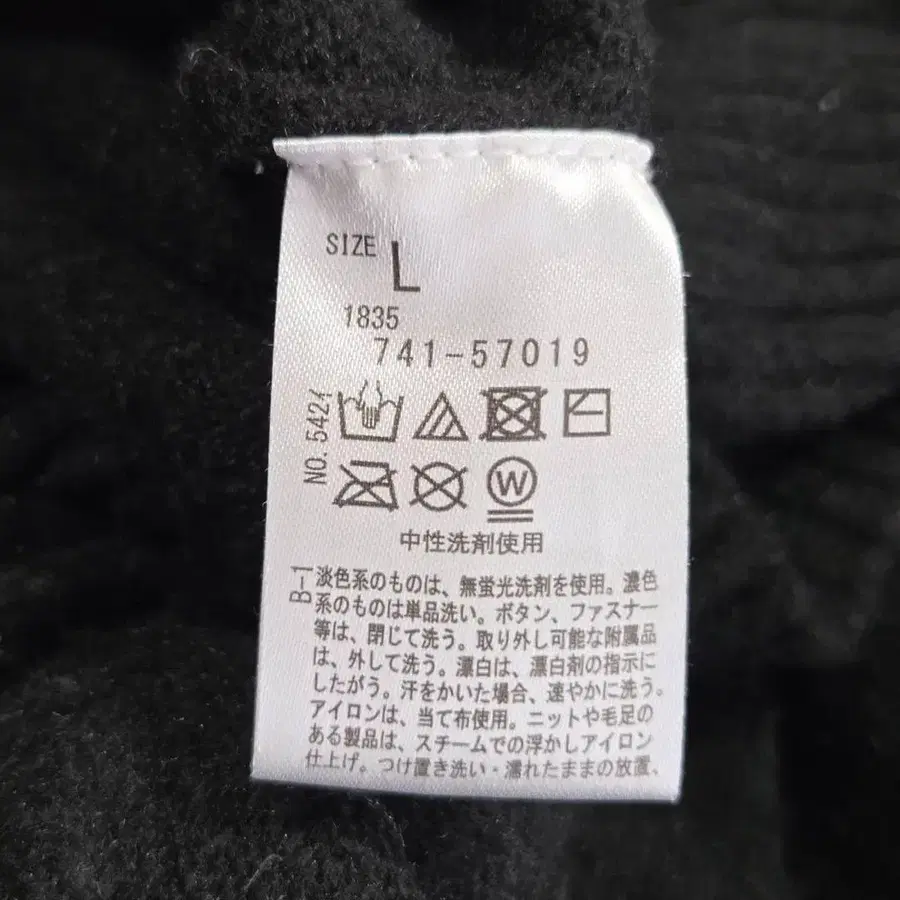 SIZE L
1835
741-57019
NO. 542イ
W
中性洗剤使用
B-1
淡色系のものは、無蛍光洗剤を使用。濃色
系のものは単品洗い。ボタン、ファスナー
等は、閉じて洗う。取り外し可能な附属品
は、外して洗う。漂白は、漂白剤の指示に
したがう。汗をかいた場合、速やかに洗う。
アイロンは、当て布使用。ニットや毛足の
ある製品は、スチームでの浮かしアイロン
仕上げ。つけ置き洗い・濡れたままの放置、